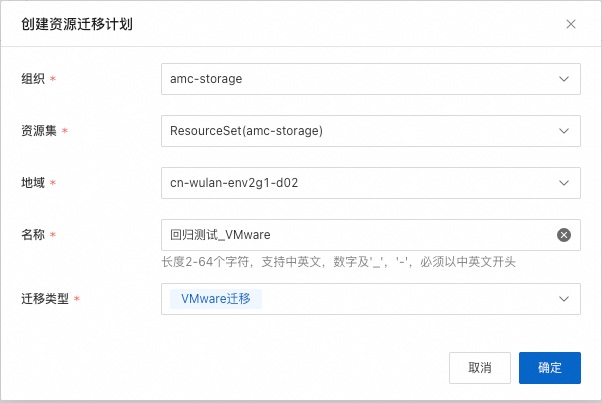 创建资源迁移计划
组织 *
amc-storage
资源集 *
ResourceSet(amc-storage)
地域 *
cn-wulan-env2g1-d02
名称 *
回归测试_VMware
长度2-64个字符，支持中英文，数字及'_'，'-'，必须以中英文开头
迁移类型 *
VMware迁移
取消
确定